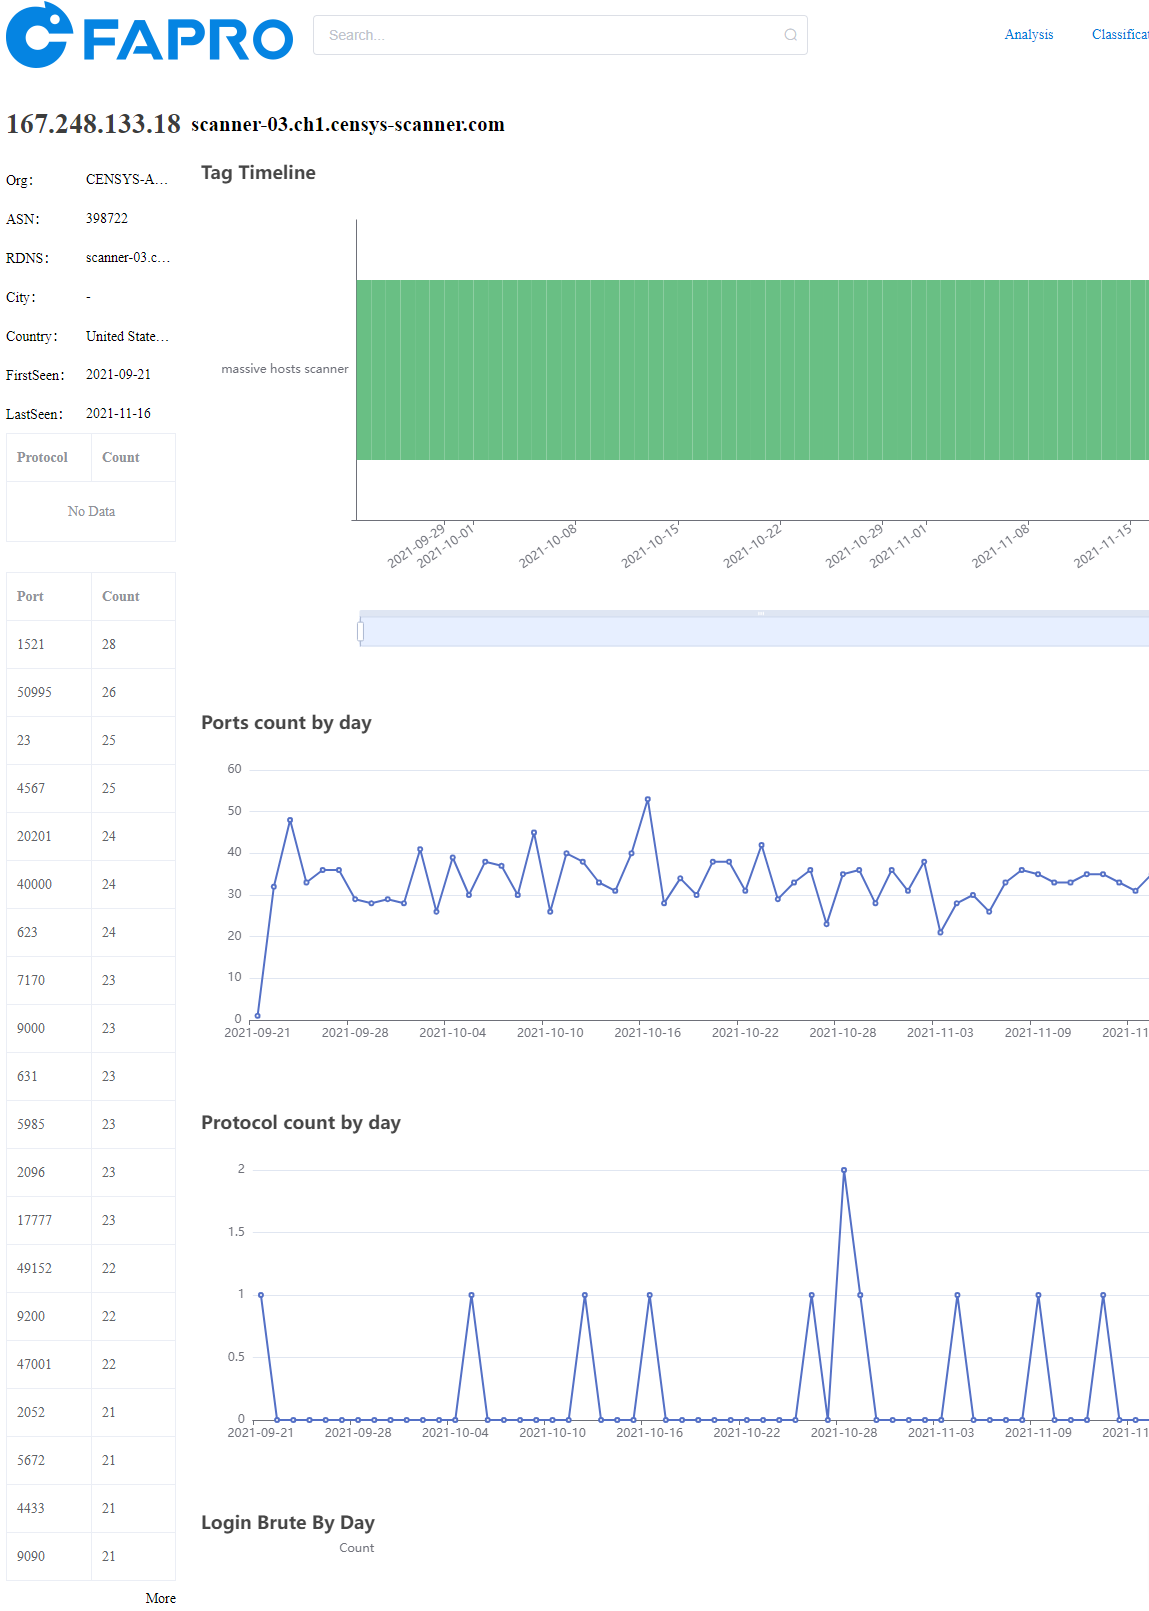 FAPRO
Search...
Analysis
Classificat
167.248.133.18 scanner-03.ch1.censys-scanner.com
Org: CENSYS-A...
ASN: 398722
RDNS: scanner-03.c...
City: -
Country: United State...
FirstSeen: 2021-09-21
LastSeen: 2021-11-16
Protocol Count
No Data
Port Count
1521 28
50995 26
23 25
4567 25
20201 24
40000 24
623 24
7170 23
9000 23
631 23
5985 23
2096 23
17777 23
49152 22
9200 22
47001 22
2052 21
5672 21
4433 21
9090 21
More
Tag Timeline
massive hosts scanner
2021-09-29 2021-10-01 2021-10-08 2021-10-15 2021-10-22 2021-10-29 2021-11-01 2021-11-08 2021-11-15
Ports count by day
60
50
40
30
20
10
0
2021-09-21 2021-09-28 2021-10-04 2021-10-10 2021-10-16 2021-10-22 2021-10-28 2021-11-03 2021-11-09 2021-11
Protocol count by day
2
1.5
1
0.5
0
2021-09-21 2021-09-28 2021-10-04 2021-10-10 2021-10-16 2021-10-22 2021-10-28 2021-11-03 2021-11-09 2021-11
Login Brute By Day
Count